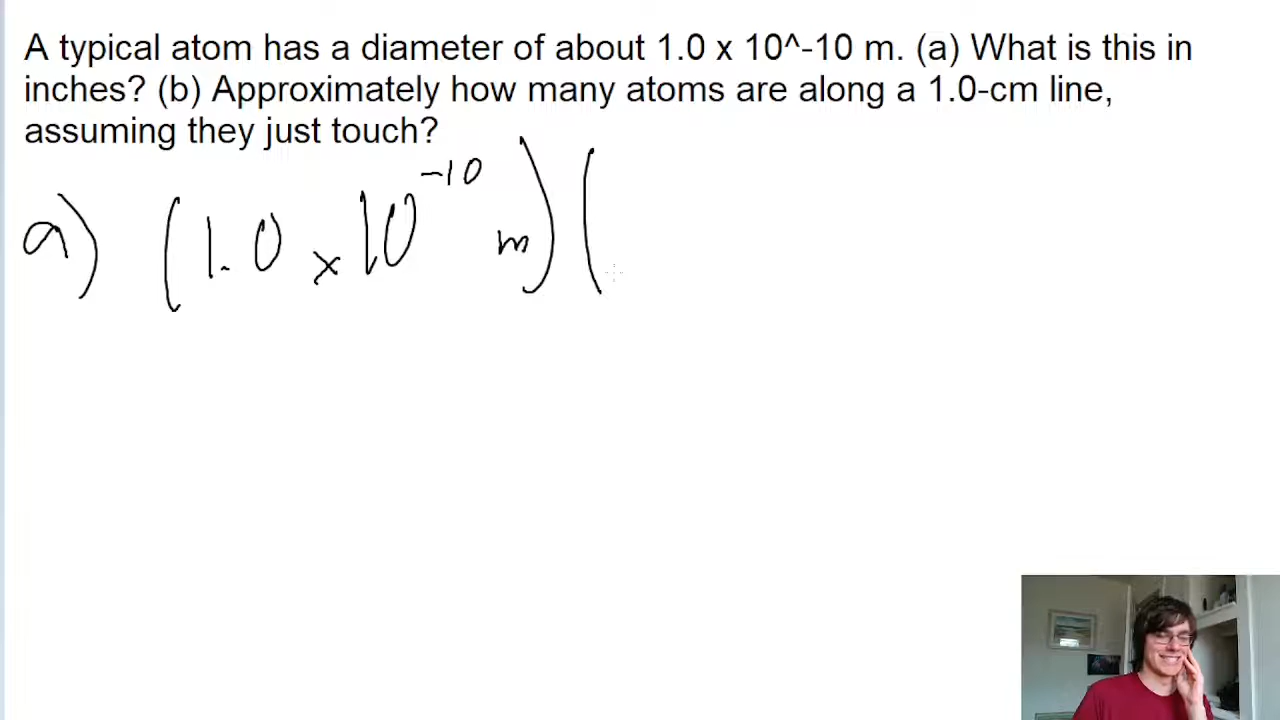 A typical atom has a diameter of about 1.0 x 10^-10 m. (a) What is this in
inches? (b) Approximately how many atoms are along a 1.0-cm line,
assuming they just touch?
a) (1.0 x 10⁻¹⁰ m) (